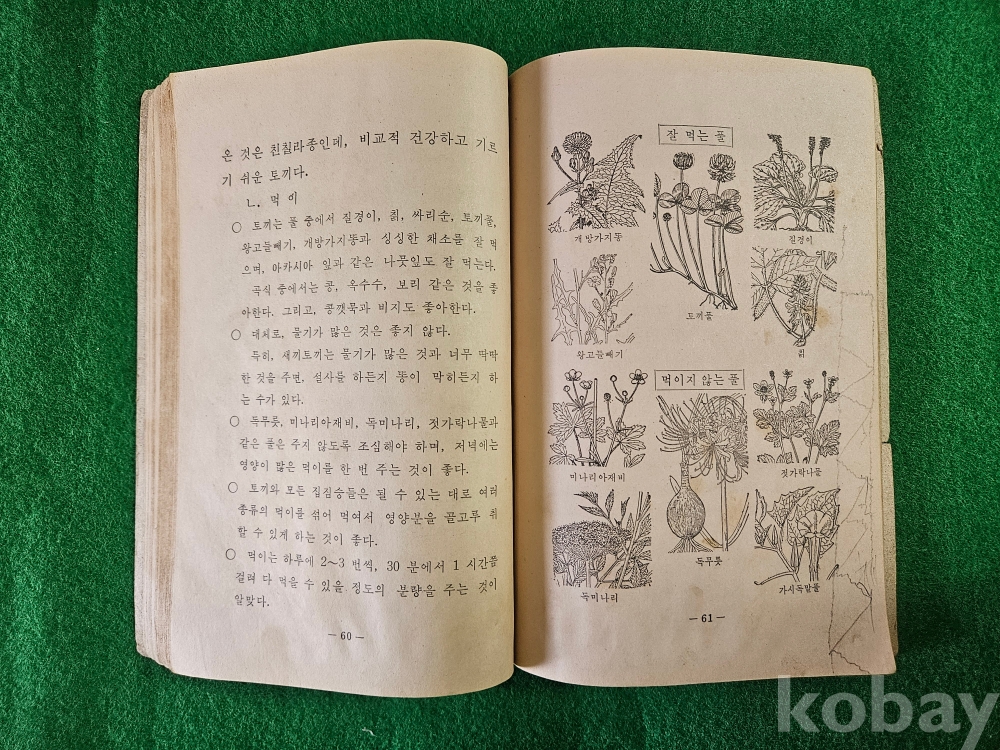 온 것은 친칠라종인데, 비교적 건강하고 기르
기 쉬운 토끼다.
ㄴ. 먹이
○ 토끼는 풀 중에서 질경이, 칡, 싸리순, 토끼풀,
왕고들빼기, 개방가지똥과 싱싱한 채소를 잘 먹
으며, 아카시아 잎과 같은 나뭇잎도 잘 먹는다.
곡식 중에서는 콩, 옥수수, 보리 같은 것을 좋
아한다. 그리고, 콩깻묵과 비지도 좋아한다.
○ 대체로, 물기가 많은 것은 좋지 않다.
특히, 새끼토끼는 물기가 많은 것과 너무 딱딱
한 것을 주면, 설사를 하든지 똥이 막히든지 하
는 수가 있다.
○ 독무릇, 미나리아재비, 독미나리, 젓가락나물과
같은 풀은 주지 않도록 조심해야 하며, 저녁에는
영양이 많은 먹이를 한 번 주는 것이 좋다.
○ 토끼와 모든 집짐승들은 될 수 있는 대로 여러
종류의 먹이를 섞어 먹여서 영양분을 골고루 취
할 수 있게 하는 것이 좋다.
○ 먹이는 하루에 2~3 번씩, 30 분에서 1 시간쯤
걸려 다 먹을 수 있을 정도의 분량을 주는 것이
알맞다.
— 60 —
잘 먹는 풀
개방가지똥
토끼풀
질경이
왕고들빼기
칡
먹이지 않는 풀
미나리아재비
독무릇
젓가락나물
독미나리
가시독말풀
— 61 —
kobay